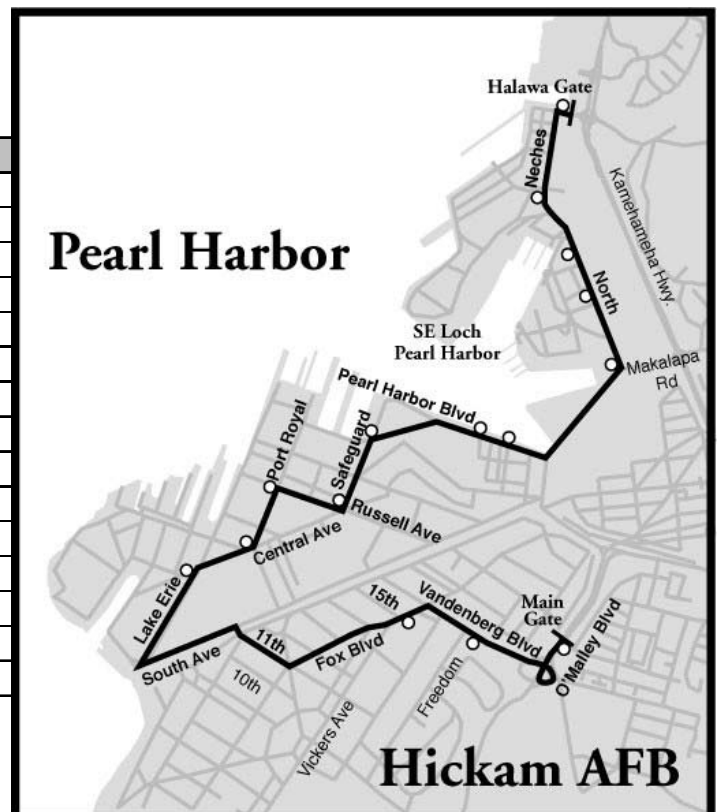 Halawa Gate
Neches
Kamehameha Hwy.
Pearl Harbor
North
SE Loch
Pearl Harbor
Makalapa
Rd
Pearl Harbor Blvd
Port Royal
Safeguard
Russell Ave
Central Ave
Lake Erie
15th
Vandenberg Blvd
Main
Gate
O'Malley Blvd
11th
Fox Blvd
South Ave
10th
Freedom
Vickers Ave
Hickam AFB